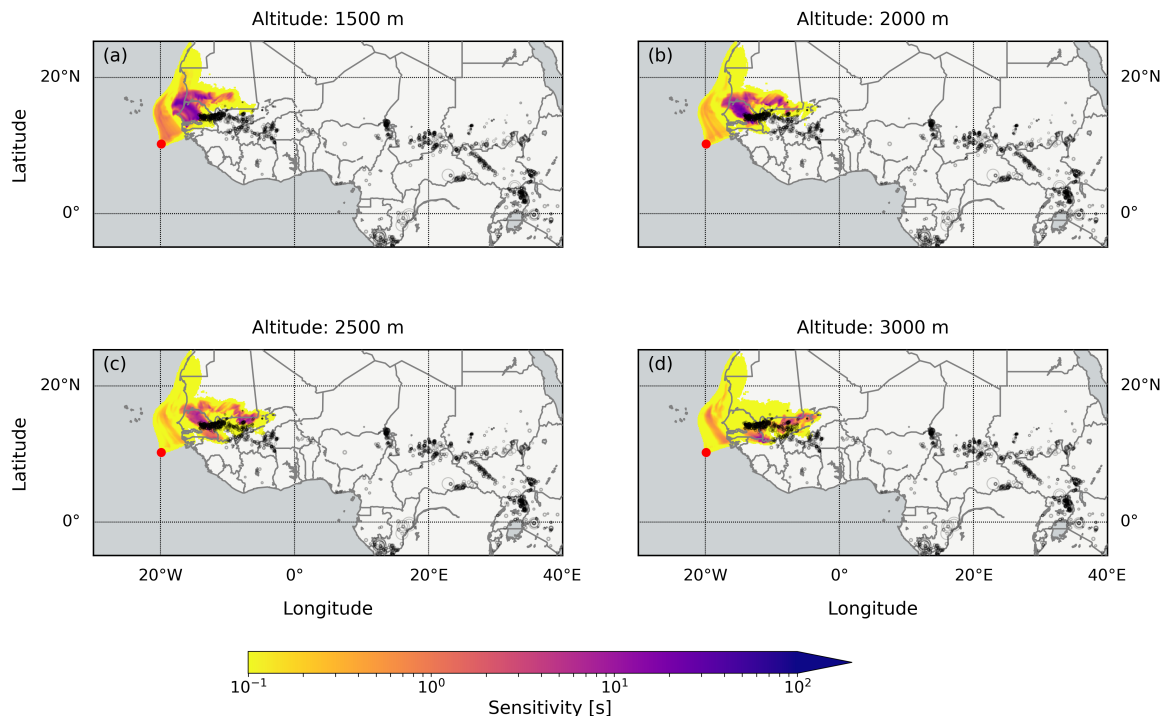 Altitude: 1500 m
Altitude: 2000 m
(a)
(b)
20°N
20°N
Latitude
0°
0°
Altitude: 2500 m
Altitude: 3000 m
(c)
(d)
20°N
20°N
Latitude
0°
0°
20°W 0° 20°E 40°E
20°W 0° 20°E 40°E
Longitude
Longitude
10⁻¹ 10⁰ 10¹ 10²
Sensitivity [s]